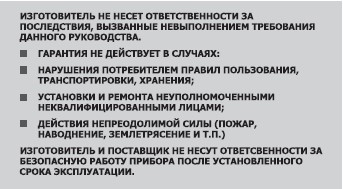 ИЗГОТОВИТЕЛЬ НЕ НЕСЕТ ОТВЕТСТВЕННОСТИ ЗА
ПОСЛЕДСТВИЯ, ВЫЗВАННЫЕ НЕВЫПОЛНЕНИЕМ ТРЕБОВАНИЯ
ДАННОГО РУКОВОДСТВА.
ГАРАНТИЯ НЕ ДЕЙСТВУЕТ В СЛУЧАЯХ:
НАРУШЕНИЯ ПОТРЕБИТЕЛЕМ ПРАВИЛ ПОЛЬЗОВАНИЯ,
ТРАНСПОРТИРОВКИ, ХРАНЕНИЯ;
УСТАНОВКИ И РЕМОНТА НЕУПОЛНОМОЧЕННЫМИ
НЕКВАЛИФИЦИРОВАННЫМИ ЛИЦАМИ;
ДЕЙСТВИЯ НЕПРЕОДОЛИМОЙ СИЛЫ (ПОЖАР,
НАВОДНЕНИЕ, ЗЕМЛЕТРЯСЕНИЕ И Т.П.)
ИЗГОТОВИТЕЛЬ И ПОСТАВЩИК НЕ НЕСУТ ОТВЕТСВЕННОСТИ ЗА
БЕЗОПАСНУЮ РАБОТУ ПРИБОРА ПОСЛЕ УСТАНОВЛЕННОГО
СРОКА ЭКСПЛУАТАЦИИ.